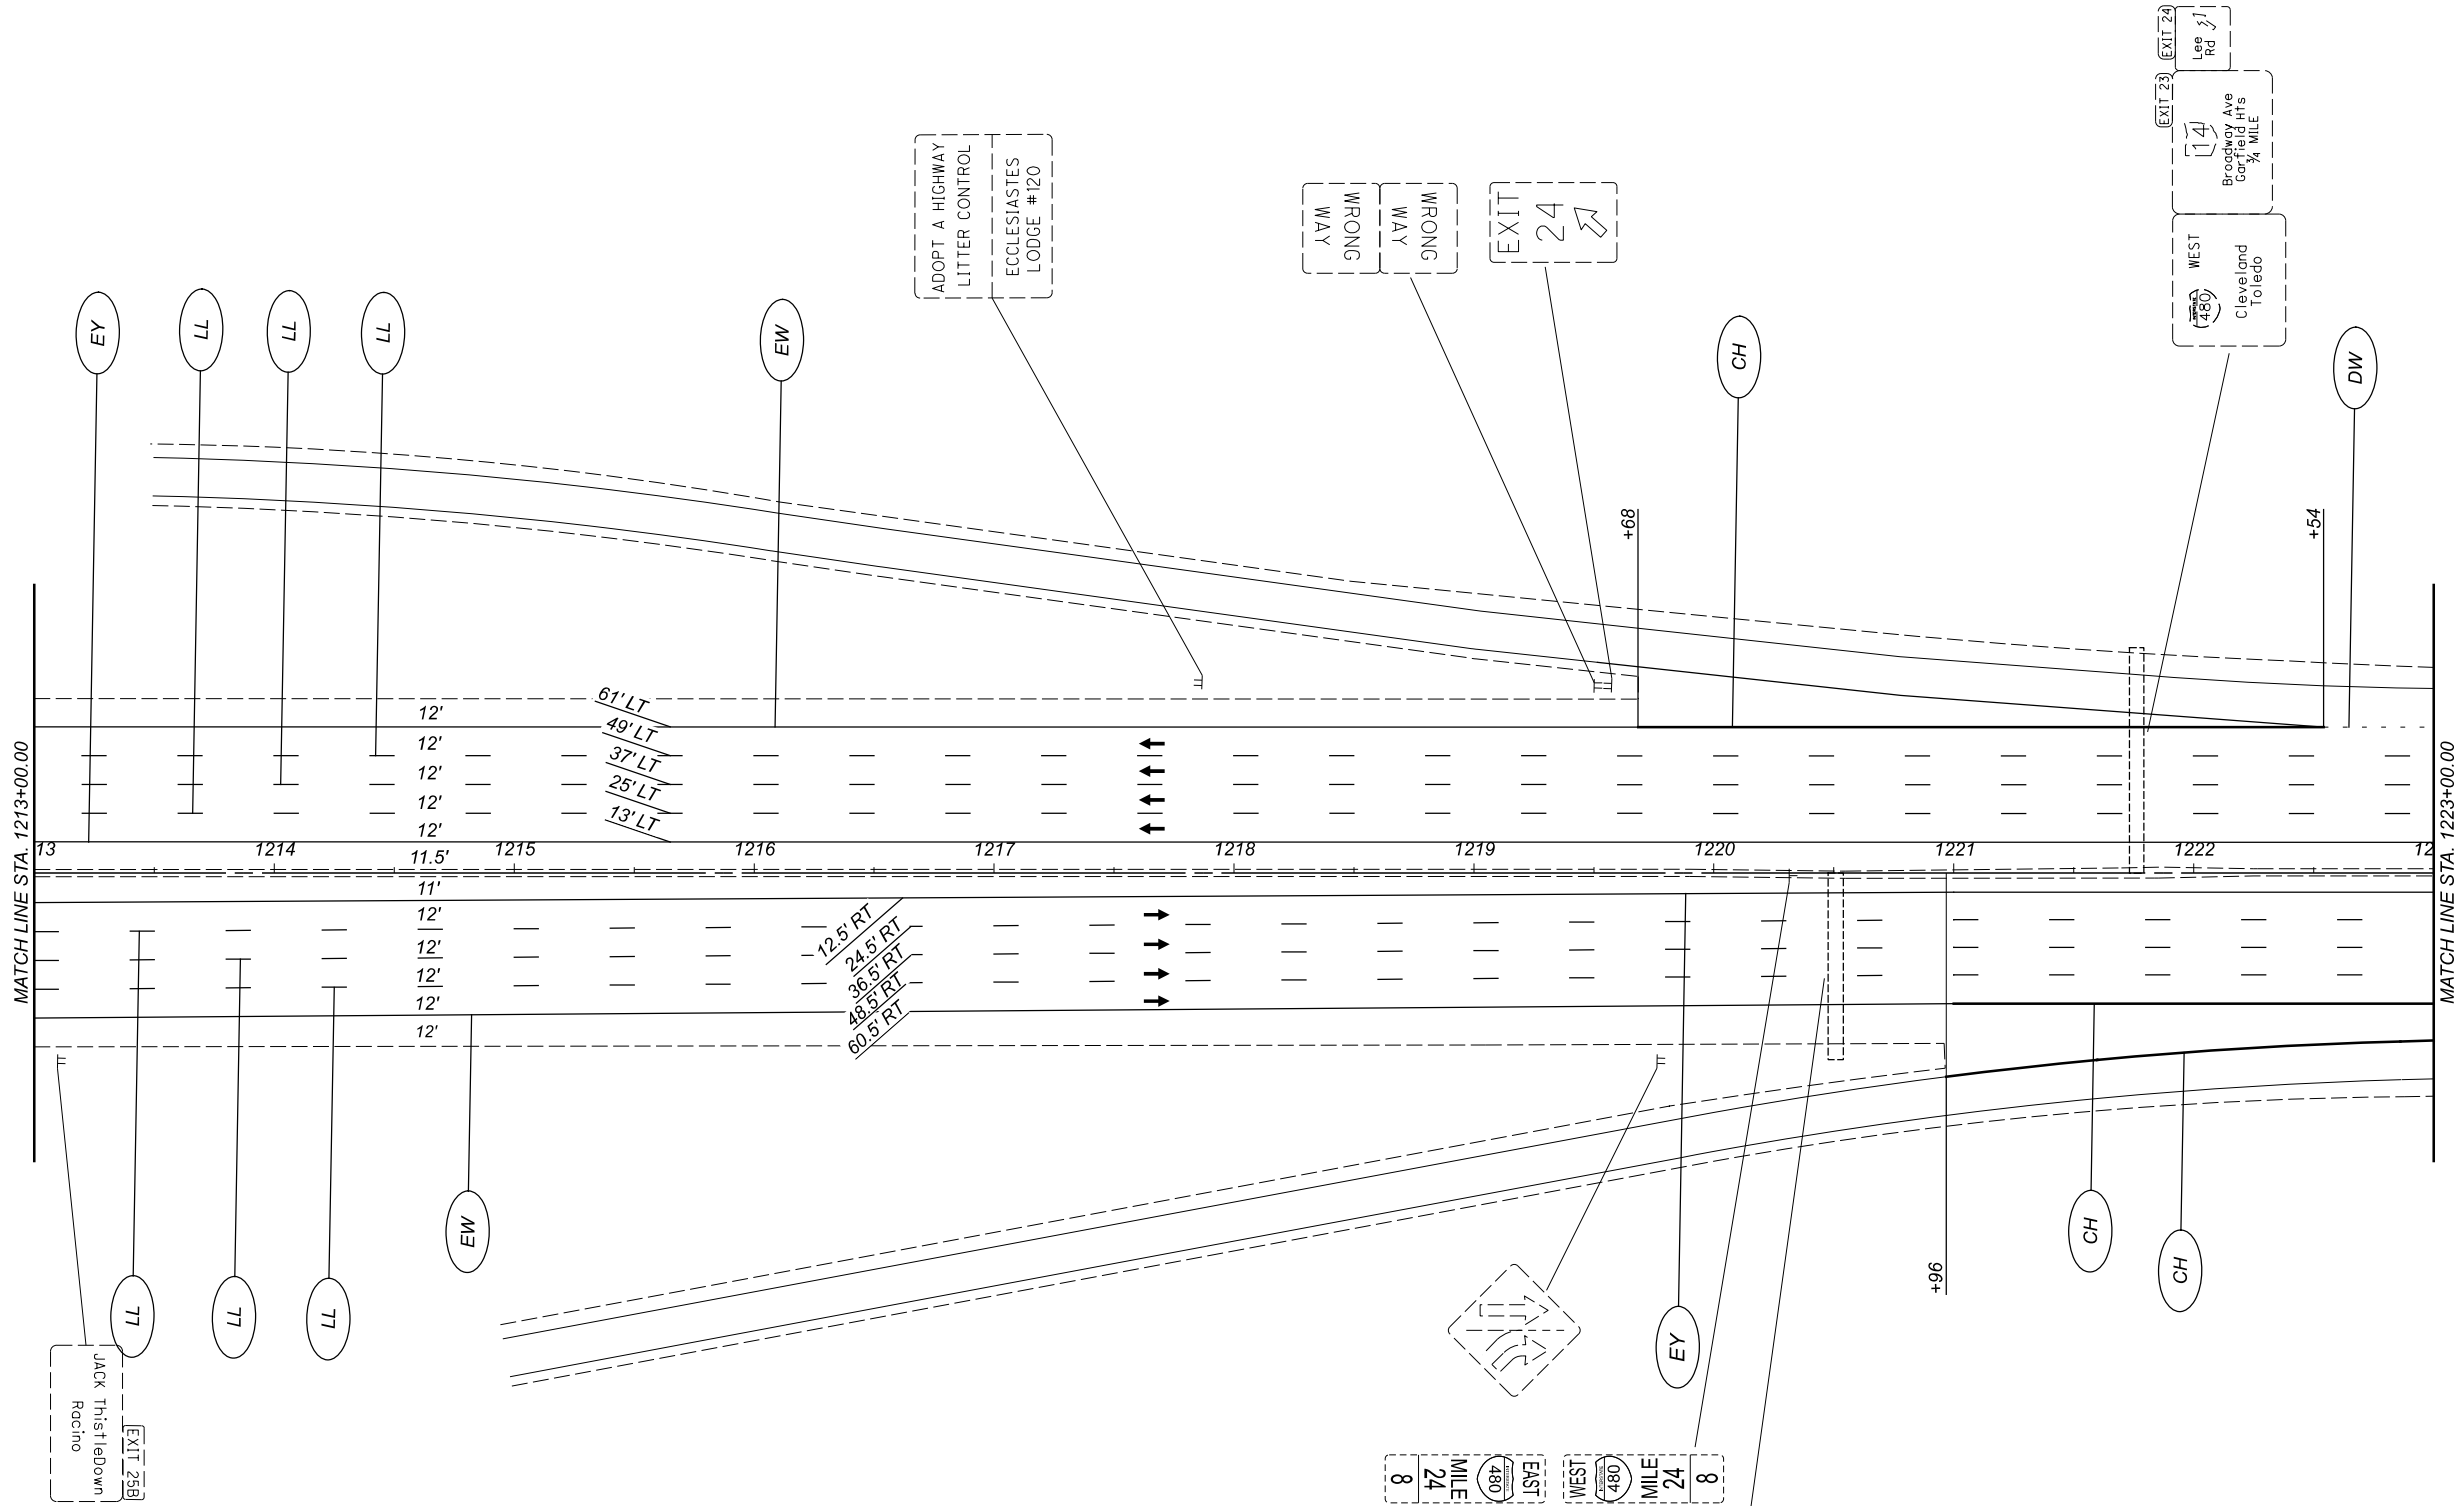 EXIT 24
Lee
Rd
EXIT 23
14
Broadway Ave
Garfield Hts
3/4 MILE
WEST
480
Cleveland
Toledo
ADOPT A HIGHWAY
LITTER CONTROL
ECCLESIASTES
LODGE #120
WRONG
WAY
WRONG
WAY
EXIT
24
EY
LL
LL
LL
EW
CH
DW
+68
+54
MATCH LINE STA. 1213+00.00
MATCH LINE STA. 1223+00.00
61' LT
49' LT
37' LT
25' LT
13' LT
12'
12'
12'
12'
12'
11.5'
11'
12'
12'
12'
12'
12'
13
1214
1215
1216
1217
1218
1219
1220
1221
1222
12
12.5' RT
24.5' RT
36.5' RT
48.5' RT
60.5' RT
LL
LL
LL
EW
EY
CH
CH
+96
JACK ThistleDown
Racino
EXIT 25B
EAST
480
MILE
24
8
WEST
480
MILE
24
8